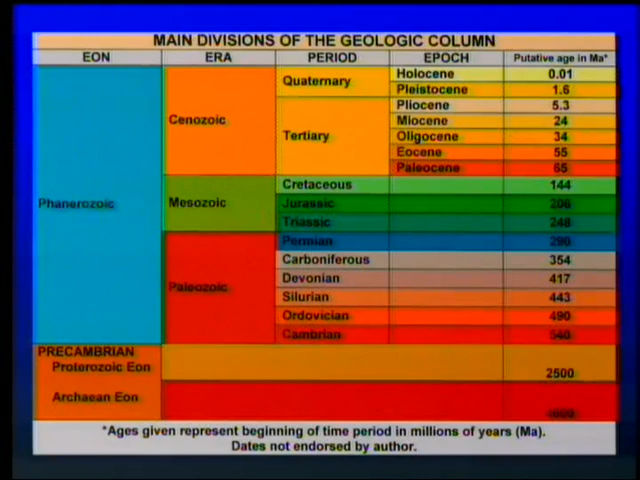 MAIN DIVISIONS OF THE GEOLOGIC COLUMN
EON ERA PERIOD EPOCH Putative age in Ma*
Phanerozoic Cenozoic Quaternary Holocene 0.01
Pleistocene 1.6
Tertiary Pliocene 5.3
Miocene 24
Oligocene 34
Eocene 55
Paleocene 65
Mesozoic Cretaceous 144
Jurassic 206
Triassic 248
Paleozoic Permian 290
Carboniferous 354
Devonian 417
Silurian 443
Ordovician 490
Cambrian 540
PRECAMBRIAN
Proterozoic Eon 2500
Archaean Eon
*Ages given represent beginning of time period in millions of years (Ma).
Dates not endorsed by author.